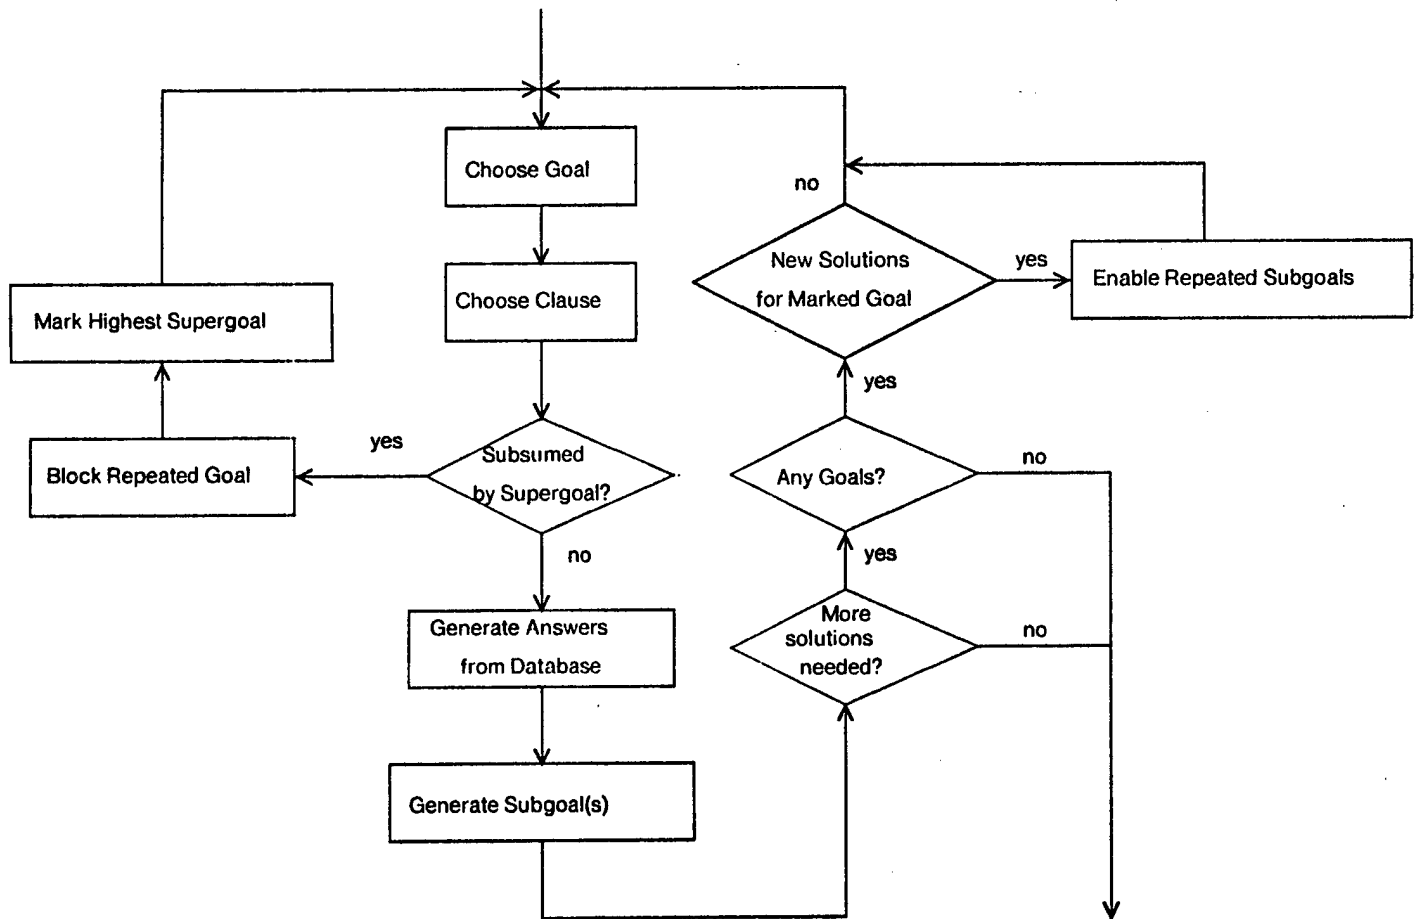 Choose Goal
no
New Solutions
for Marked Goal
yes
Enable Repeated Subgoals
Choose Clause
Mark Highest Supergoal
yes
yes
Subsumed
by Supergoal?
Block Repeated Goal
Any Goals?
no
no
yes
Generate Answers
from Database
More
solutions
needed?
no
Generate Subgoal(s)